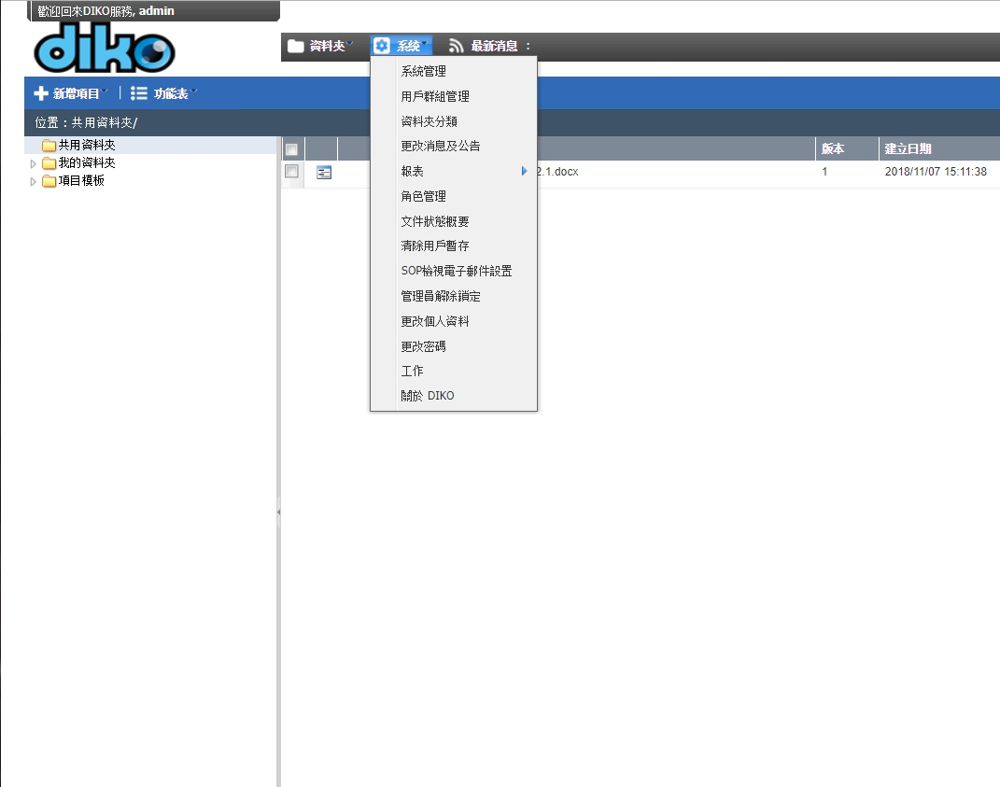 歡迎回來DIKO服務, admin
diko
資料夾 系統 最新消息 :
新增項目 功能表
位置：共用資料夾/
共用資料夾
我的資料夾
項目模板
系統管理
用戶群組管理
資料夾分類
更改消息及公告
報表
角色管理
文件狀態概要
清除用戶暫存
SOP檢視電子郵件設置
管理員解除鎖定
更改個人資料
更改密碼
工作
關於 DIKO
版本 建立日期
2.1.docx 1 2018/11/07 15:11:38